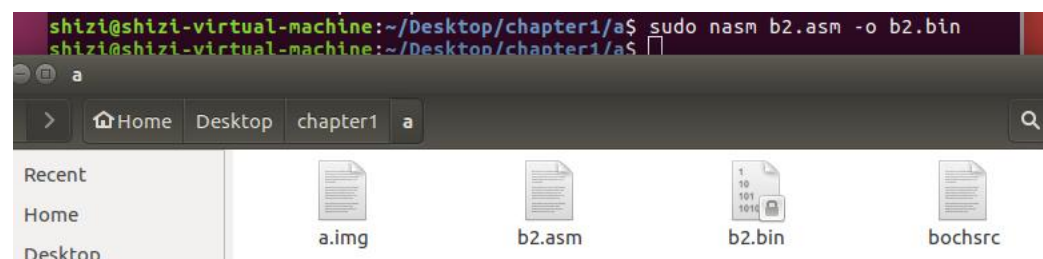 shizi@shizi-virtual-machine:~/Desktop/chapter1/a$ sudo nasm b2.asm -o b2.bin
shizi@shizi-virtual-machine:~/Desktop/chapter1/a$
a
Home Desktop chapter1 a
Recent
Home
Desktop
a.img b2.asm b2.bin bochsrc